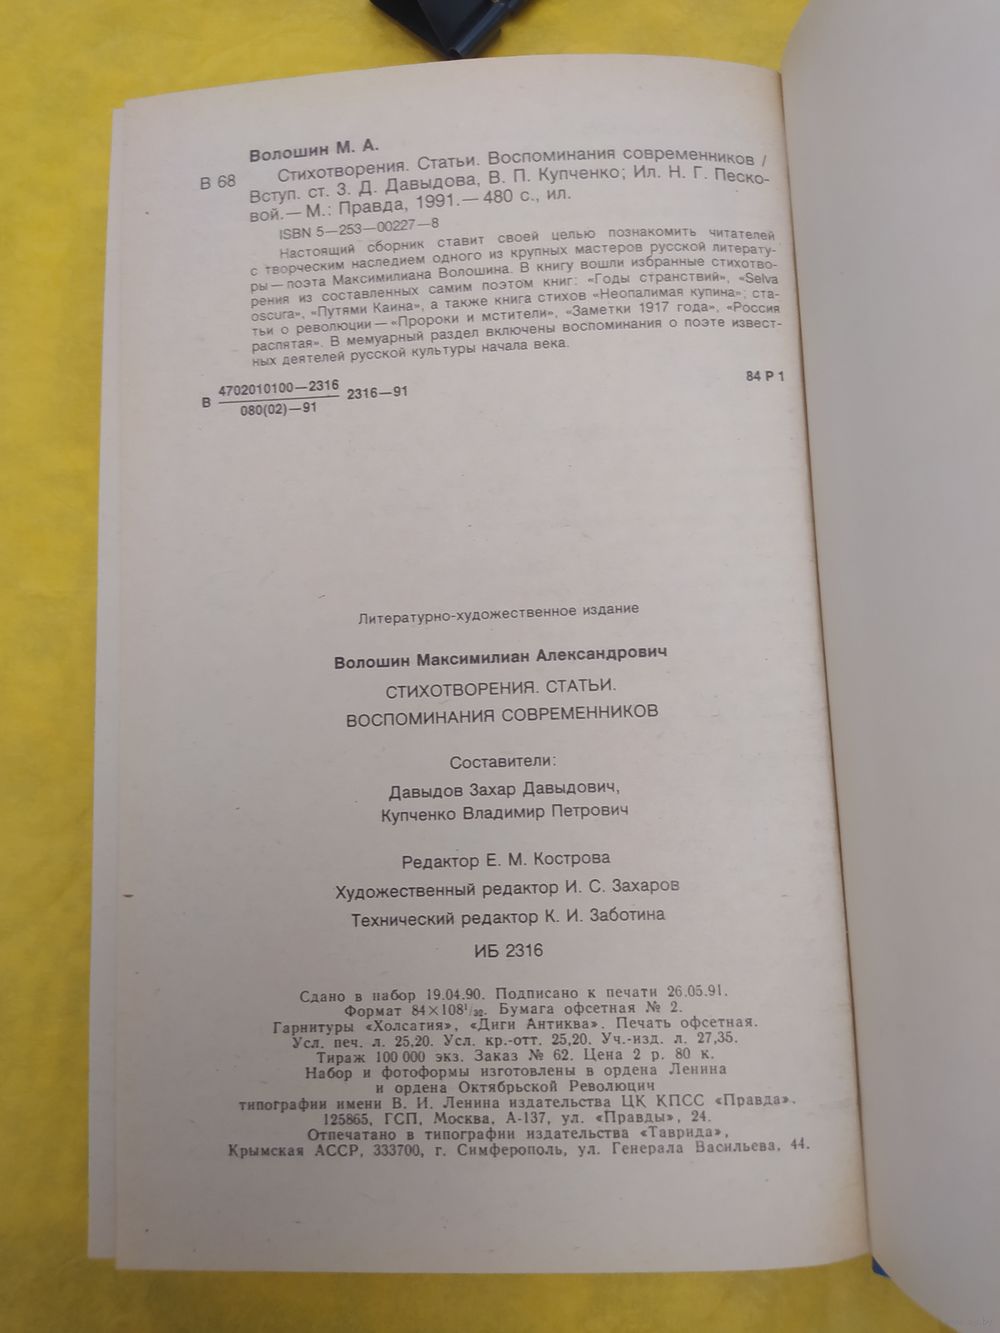 Волошин М. А.
В 68 Стихотворения. Статьи. Воспоминания современников /
Вступ. ст. З. Д. Давыдова, В. П. Купченко; Ил. Н. Г. Песко-
вой.— М.: Правда, 1991.— 480 с., ил.
ISBN 5—253—00227—8
Настоящий сборник ставит своей целью познакомить читателей
с творческим наследием одного из крупных мастеров русской литерату-
ры — поэта Максимилиана Волошина. В книгу вошли избранные стихотво-
рения из составленных самим поэтом книг: «Годы странствий», «Selva
oscura», «Путями Каина», а также книга стихов «Неопалимая купина»; ста-
тьи о революции — «Пророки и мстители», «Заметки 1917 года», «Россия
распятая». В мемуарный раздел включены воспоминания о поэте извест-
ных деятелей русской культуры начала века.
В 4702010100—2316 2316—91
080(02)—91
84 Р 1
Литературно-художественное издание
Волошин Максимилиан Александрович
СТИХОТВОРЕНИЯ. СТАТЬИ.
ВОСПОМИНАНИЯ СОВРЕМЕННИКОВ
Составители:
Давыдов Захар Давыдович,
Купченко Владимир Петрович
Редактор Е. М. Кострова
Художественный редактор И. С. Захаров
Технический редактор К. И. Заботина
ИБ 2316
Сдано в набор 19.04.90. Подписано к печати 26.05.91.
Формат 84×108¹/₃₂. Бумага офсетная № 2.
Гарнитуры «Холсатия», «Диги Антиква». Печать офсетная.
Усл. печ. л. 25,20. Усл. кр.-отт. 25,20. Уч.-изд. л. 27,35.
Тираж 100 000 экз. Заказ № 62. Цена 2 р. 80 к.
Набор и фотоформы изготовлены в ордена Ленина
и ордена Октябрьской Революции
типографии имени В. И. Ленина издательства ЦК КПСС «Правда».
125865, ГСП, Москва, А-137, ул. «Правды», 24.
Отпечатано в типографии издательства «Таврида»,
Крымская АССР, 333700, г. Симферополь, ул. Генерала Васильева, 44.